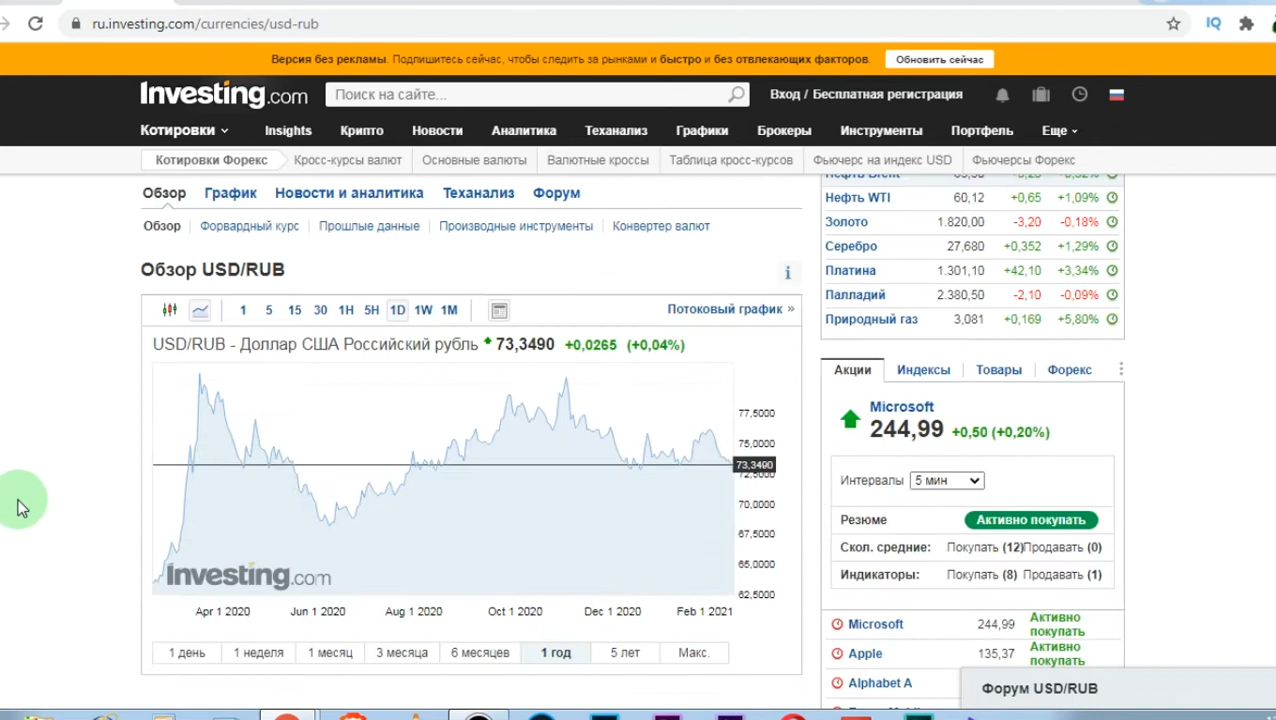 ru.investing.com/currencies/usd-rub
IQ
Версия без рекламы. Подпишитесь сейчас, чтобы следить за рынками и быстро и без отвлекающих факторов.
Обновить сейчас
Investing.com
Поиск на сайте...
Вход / Бесплатная регистрация
Котировки
Insights
Крипто
Новости
Аналитика
Теханализ
Графики
Брокеры
Инструменты
Портфель
Еще
Котировки Форекс
Кросс-курсы валют
Основные валюты
Валютные кроссы
Таблица кросс-курсов
Фьючерс на индекс USD
Фьючерсы Форекс
Обзор График Новости и аналитика Теханализ Форум
Обзор Форвардный курс Прошлые данные Производные инструменты Конвертер валют
Обзор USD/RUB
i
1 5 15 30 1H 5H 1D 1W 1M
Потоковый график »
USD/RUB - Доллар США Российский рубль 73,3490 +0,0265 (+0,04%)
77,5000
75,0000
73,3490
72,5000
70,0000
67,5000
65,0000
62,5000
Investing.com
Apr 1 2020 Jun 1 2020 Aug 1 2020 Oct 1 2020 Dec 1 2020 Feb 1 2021
1 день 1 неделя 1 месяц 3 месяца 6 месяцев 1 год 5 лет Макс.
Нефть Brent
Нефть WTI 60,12 +0,65 +1,09%
Золото 1.820,00 -3,20 -0,18%
Серебро 27,680 +0,352 +1,29%
Платина 1.301,10 +42,10 +3,34%
Палладий 2.380,50 -2,10 -0,09%
Природный газ 3,081 +0,169 +5,80%
Акции Индексы Товары Форекс
Microsoft
244,99 +0,50 (+0,20%)
Интервалы 5 мин
Резюме Активно покупать
Скол. средние: Покупать (12) Продавать (0)
Индикаторы: Покупать (8) Продавать (1)
Microsoft 244,99 Активно
покупать
Apple 135,37 Активно
покупать
Alphabet A
Форум USD/RUB